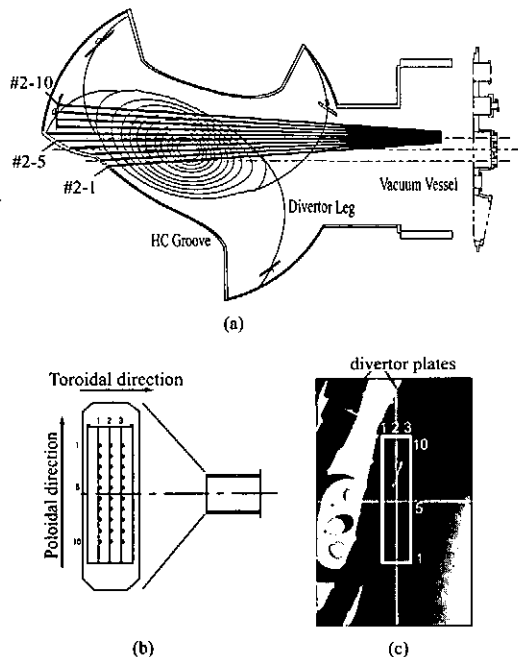 #2-10
#2-5
#2-1
Vacuum Vessel
Divertor Leg
HC Groove
(a)
Toroidal direction
Poloidal direction
1 2 3
1
5
10
(b)
divertor plates
1 2 3
10
5
1
(c)